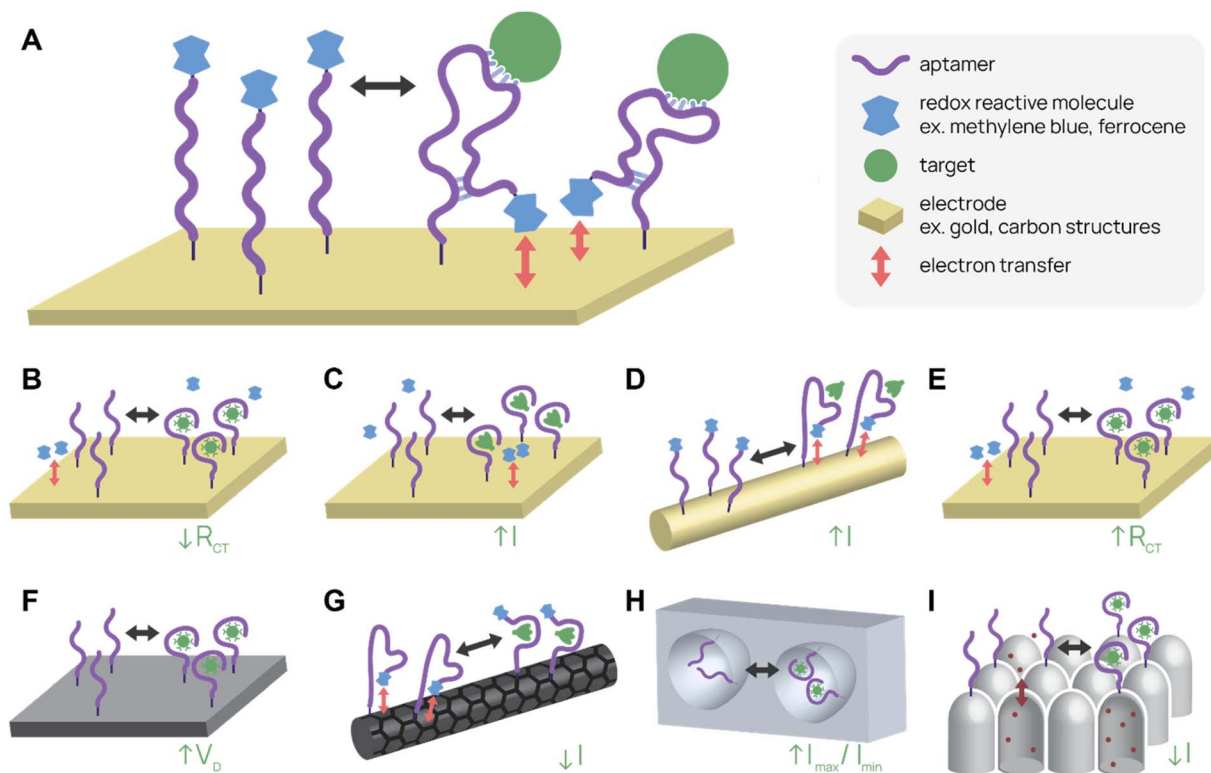 A
aptamer
redox reactive molecule
ex. methylene blue, ferrocene
target
electrode
ex. gold, carbon structures
electron transfer
B
↓RCT
C
↑I
D
↑I
E
↑RCT
F
↑VD
G
↓I
H
↑Imax/Imin
I
↓I